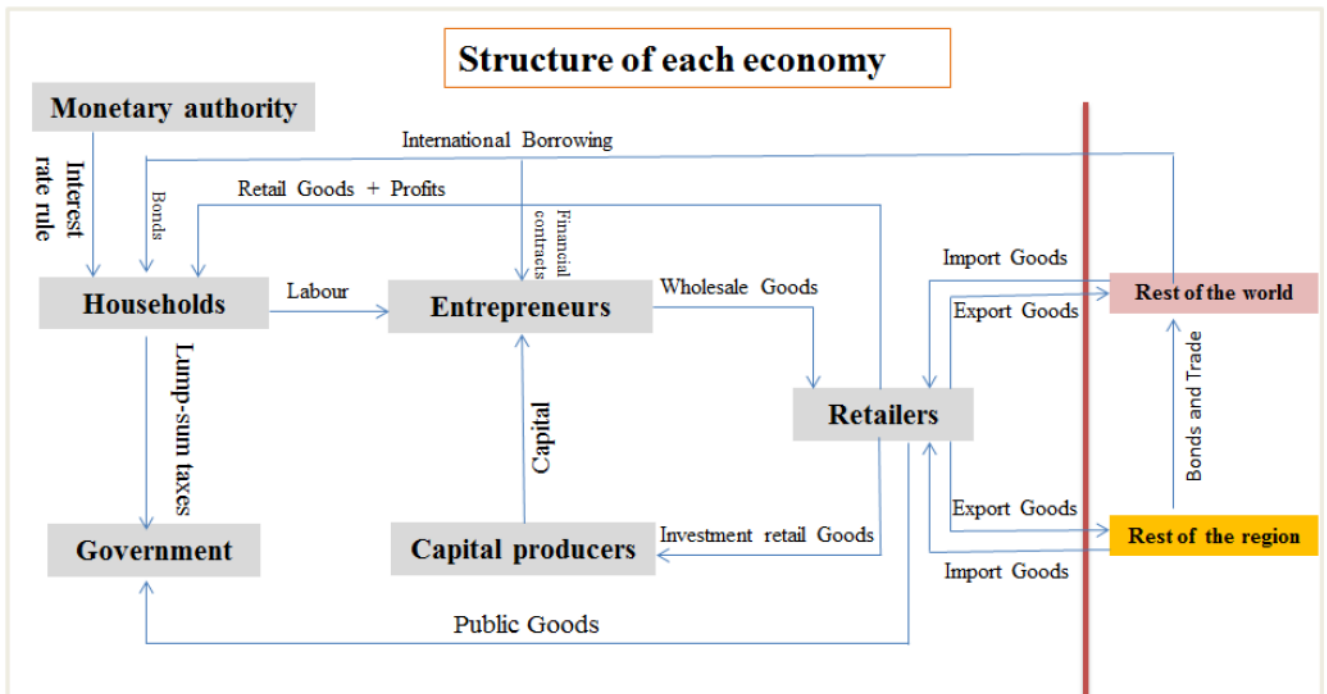 Structure of each economy
Monetary authority
International Borrowing
Interest
rate rule
Bonds
Retail Goods + Profits
Financial
contracts
Import Goods
Households
Labour
Entrepreneurs
Wholesale Goods
Rest of the world
Export Goods
Lump-sum taxes
Capital
Retailers
Bonds and Trade
Export Goods
Government
Capital producers
Investment retail Goods
Rest of the region
Import Goods
Public Goods